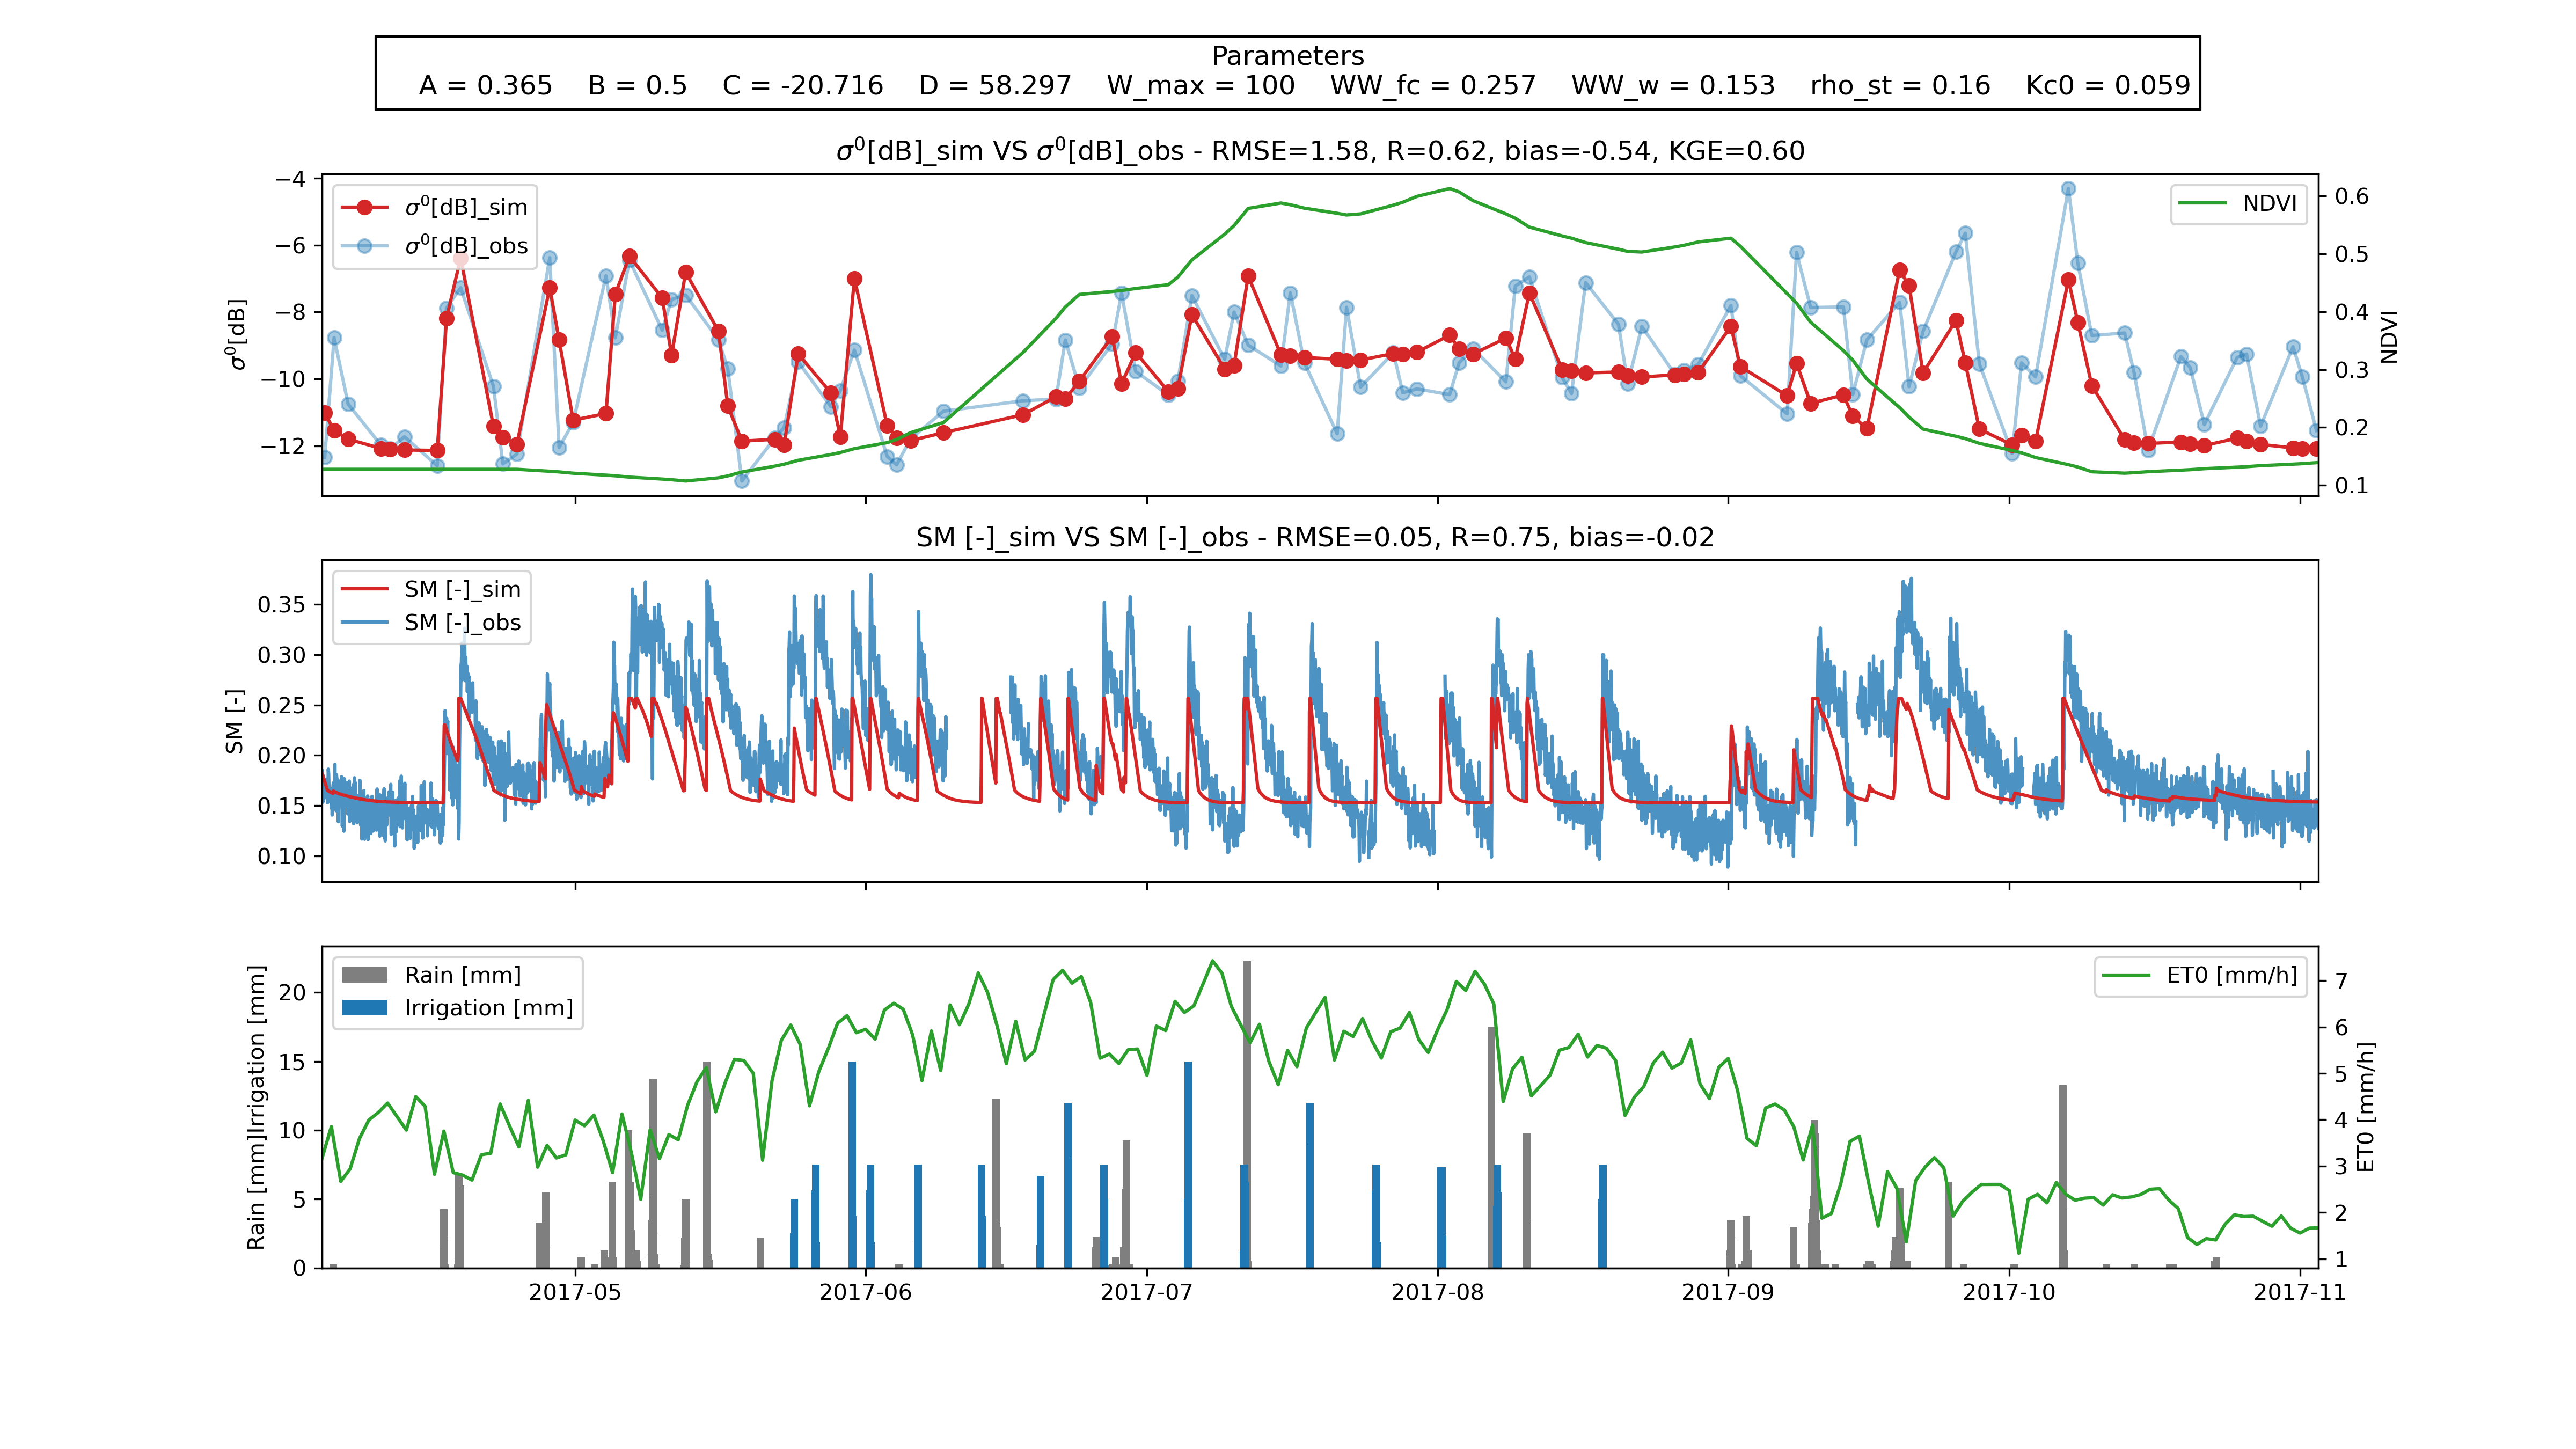 Parameters
A = 0.365 B = 0.5 C = -20.716 D = 58.297 W_max = 100 WW_fc = 0.257 WW_w = 0.153 rho_st = 0.16 Kc0 = 0.059
σ⁰[dB]_sim VS σ⁰[dB]_obs - RMSE=1.58, R=0.62, bias=-0.54, KGE=0.60
σ⁰[dB]_sim
σ⁰[dB]_obs
NDVI
−4
−6
−8
−10
−12
σ⁰[dB]
0.6
0.5
0.4
0.3
0.2
0.1
NDVI
SM [-]_sim VS SM [-]_obs - RMSE=0.05, R=0.75, bias=-0.02
SM [-]_sim
SM [-]_obs
0.35
0.30
0.25
0.20
0.15
0.10
SM [-]
Rain [mm]
Irrigation [mm]
ET0 [mm/h]
20
15
10
5
0
Rain [mm]Irrigation [mm]
7
6
5
4
3
2
1
ET0 [mm/h]
2017-05 2017-06 2017-07 2017-08 2017-09 2017-10 2017-11